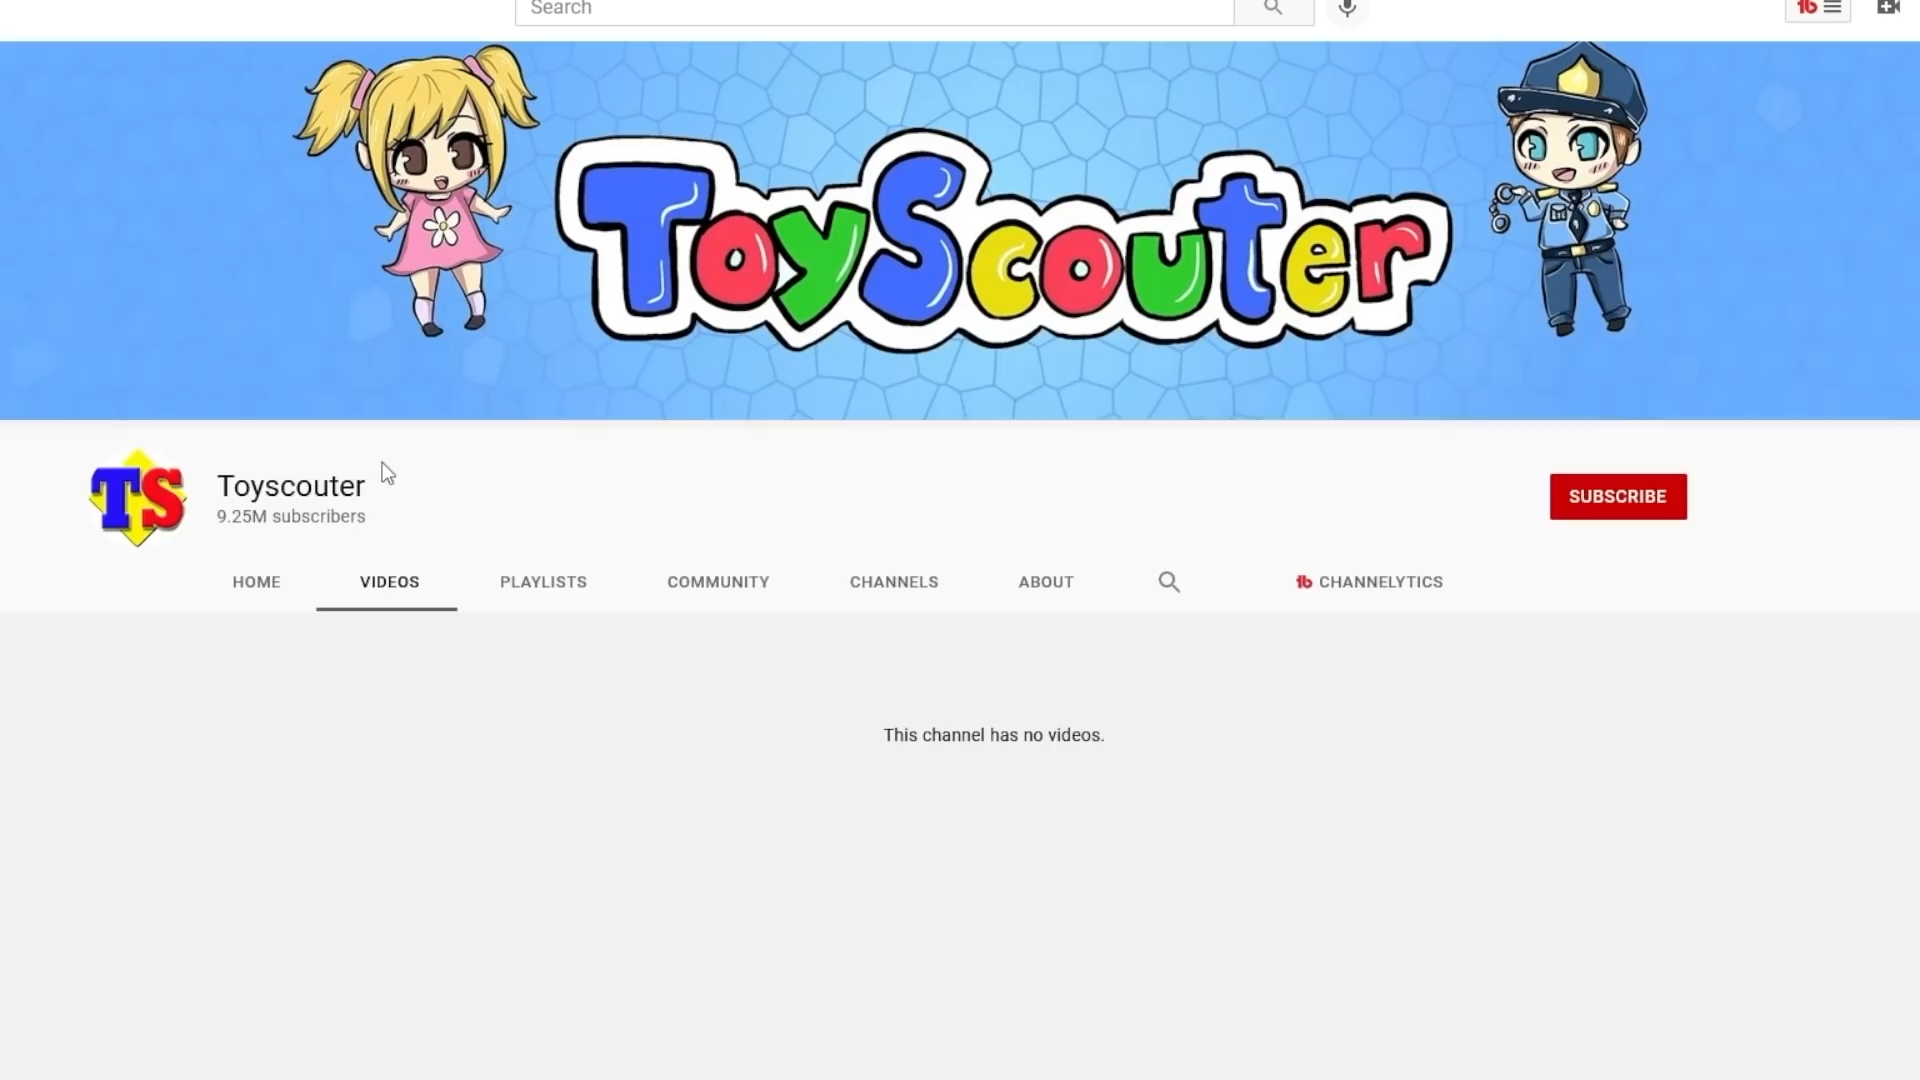 Search
ToyScouter
TS
Toyscouter
9.25M subscribers
SUBSCRIBE
HOME VIDEOS PLAYLISTS COMMUNITY CHANNELS ABOUT tb CHANNELYTICS
This channel has no videos.